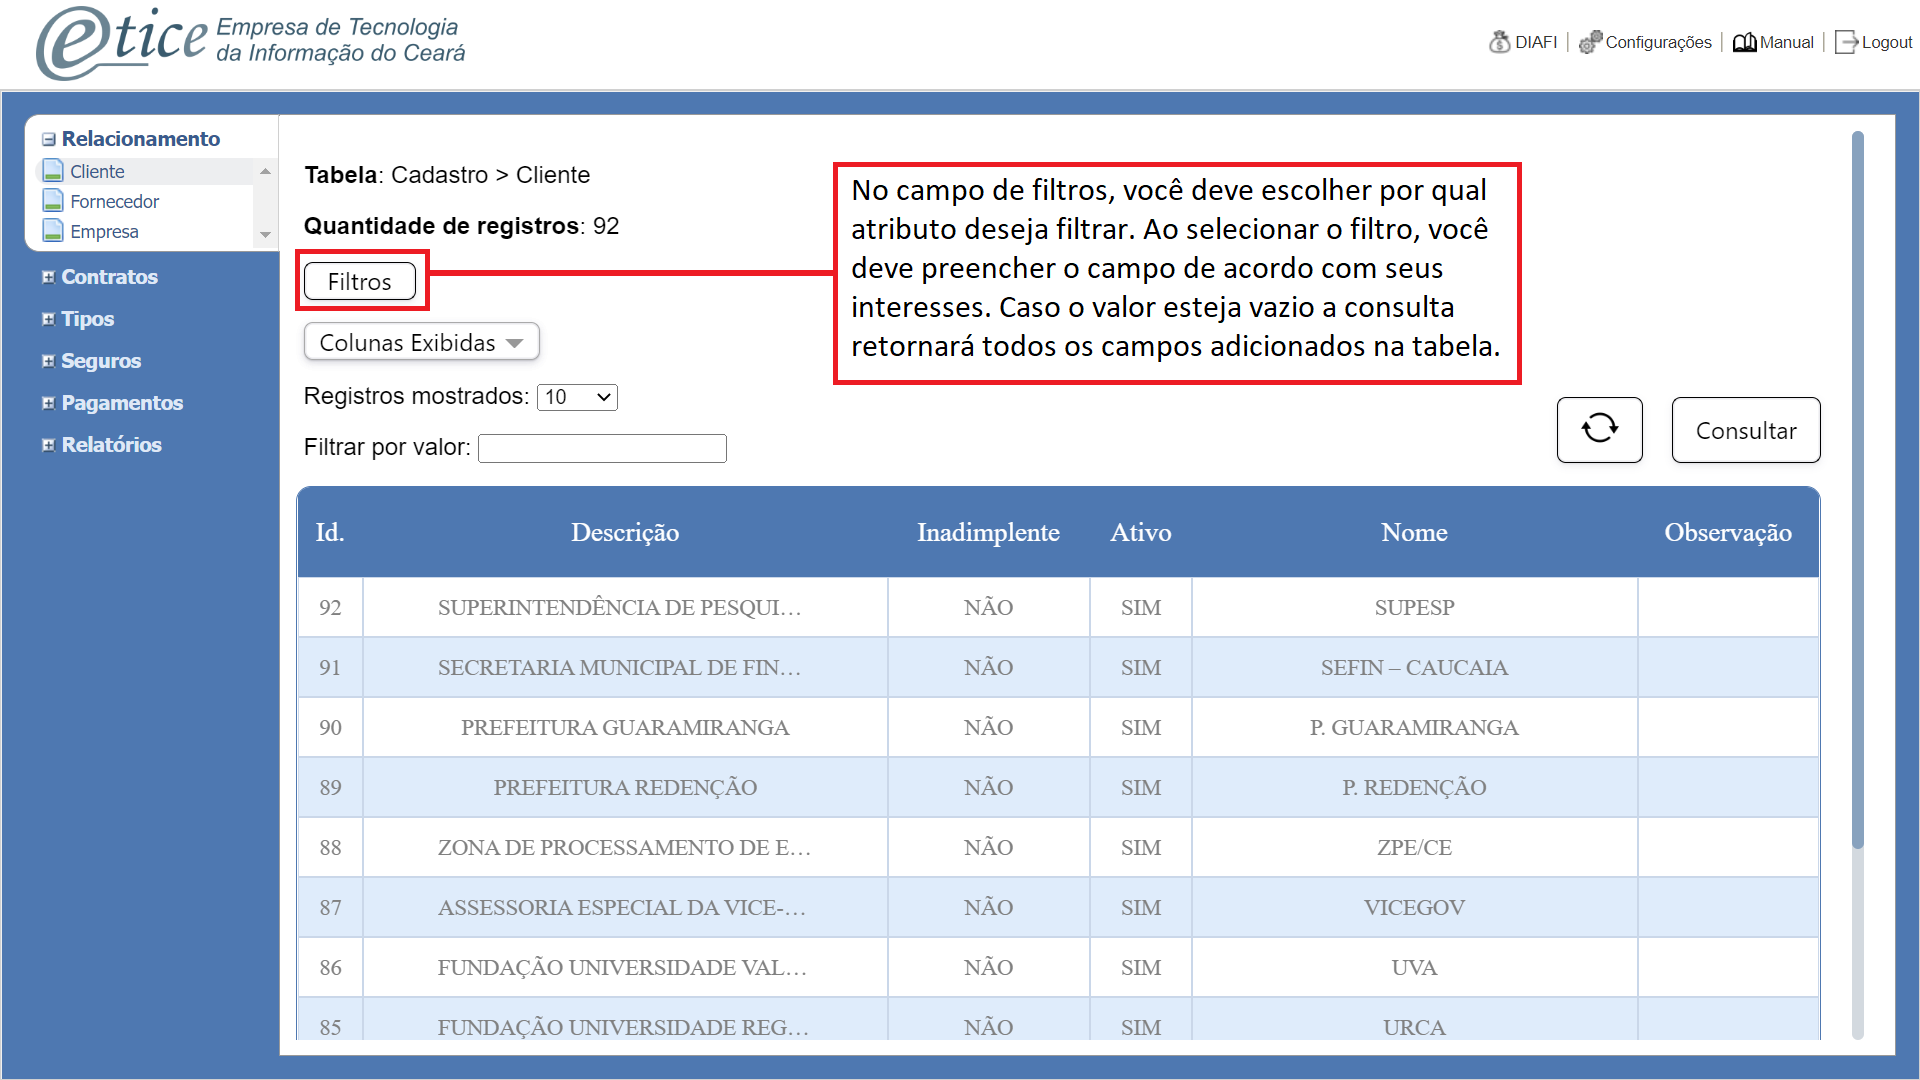 etice Empresa de Tecnologia
da Informação do Ceará
DIAFI | Configurações | Manual | Logout
Relacionamento
Cliente
Fornecedor
Empresa
Contratos
Tipos
Seguros
Pagamentos
Relatórios
Tabela: Cadastro > Cliente
Quantidade de registros: 92
Filtros
Colunas Exibidas
Registros mostrados: 10
Filtrar por valor:
No campo de filtros, você deve escolher por qual
atributo deseja filtrar. Ao selecionar o filtro, você
deve preencher o campo de acordo com seus
interesses. Caso o valor esteja vazio a consulta
retornará todos os campos adicionados na tabela.
Consultar
Id. Descrição Inadimplente Ativo Nome Observação
92 SUPERINTENDÊNCIA DE PESQUI... NÃO SIM SUPESP
91 SECRETARIA MUNICIPAL DE FIN... NÃO SIM SEFIN – CAUCAIA
90 PREFEITURA GUARAMIRANGA NÃO SIM P. GUARAMIRANGA
89 PREFEITURA REDENÇÃO NÃO SIM P. REDENÇÃO
88 ZONA DE PROCESSAMENTO DE E... NÃO SIM ZPE/CE
87 ASSESSORIA ESPECIAL DA VICE-... NÃO SIM VICEGOV
86 FUNDAÇÃO UNIVERSIDADE VAL... NÃO SIM UVA
85 FUNDAÇÃO UNIVERSIDADE REG... NÃO SIM URCA